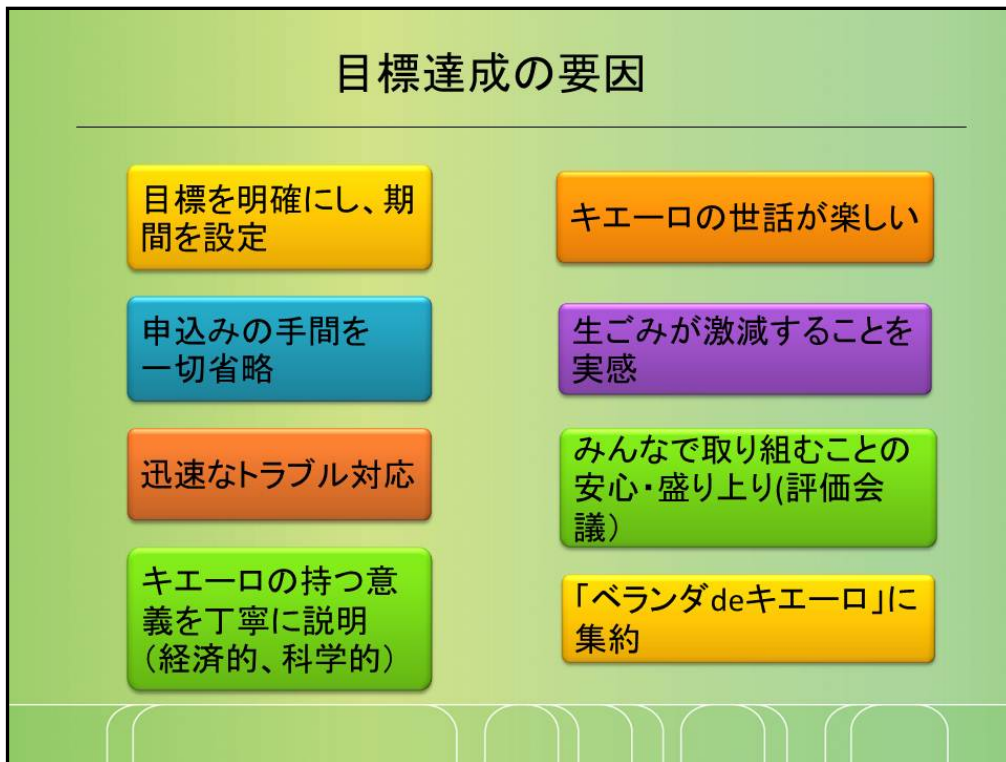 目標達成の要因
目標を明確にし、期
間を設定
申込みの手間を
一切省略
迅速なトラブル対応
キエーロの持つ意
義を丁寧に説明
（経済的、科学的）
キエーロの世話が楽しい
生ごみが激減することを
実感
みんなで取り組むことの
安心・盛り上り(評価会
議）
「ベランダdeキエーロ」に
集約